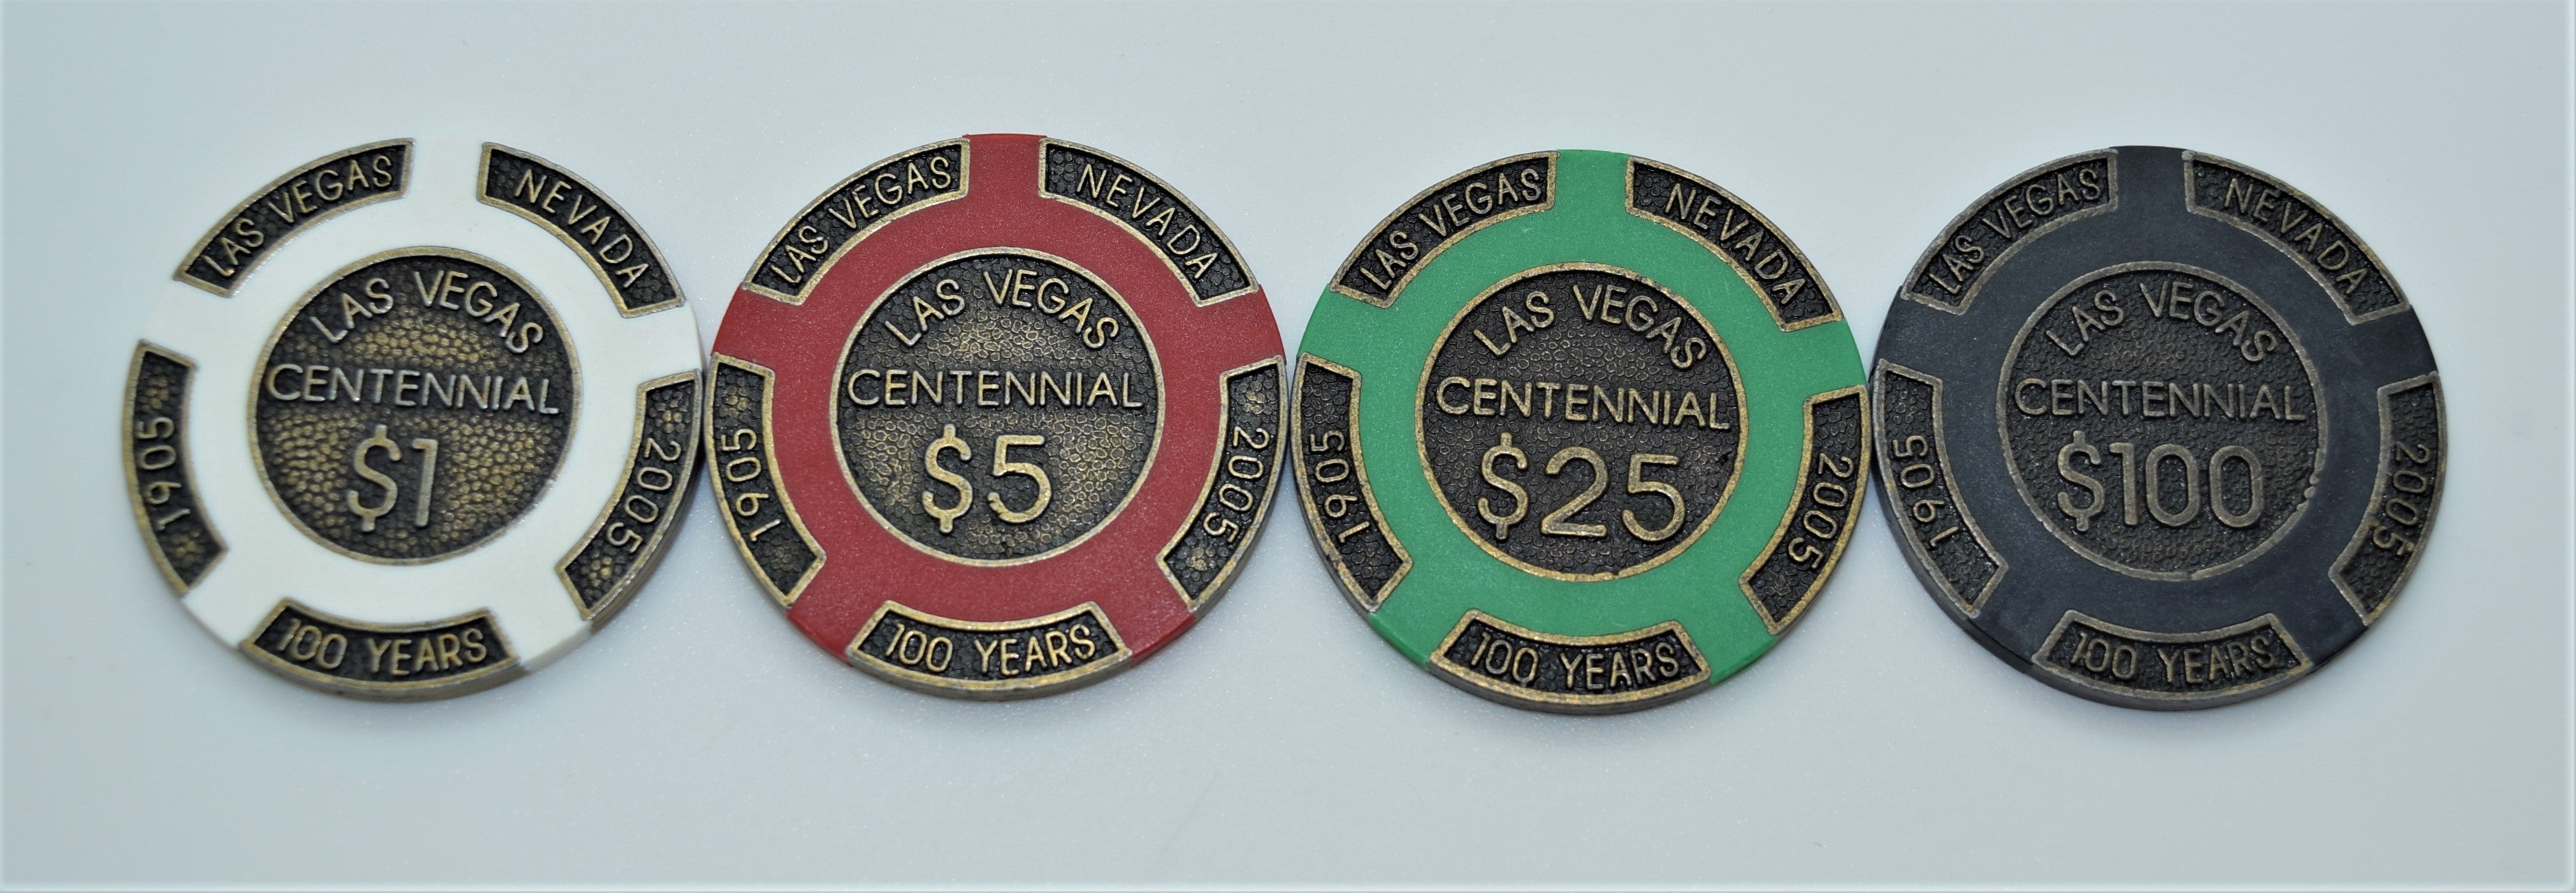 LAS VEGAS
NEVADA
1905
LAS VEGAS
CENTENNIAL
$1
2005
100 YEARS
LAS VEGAS
NEVADA
1905
LAS VEGAS
CENTENNIAL
$5
2005
100 YEARS
LAS VEGAS
NEVADA
1905
LAS VEGAS
CENTENNIAL
$25
2005
100 YEARS
LAS VEGAS
NEVADA
1905
LAS VEGAS
CENTENNIAL
$100
2005
100 YEARS